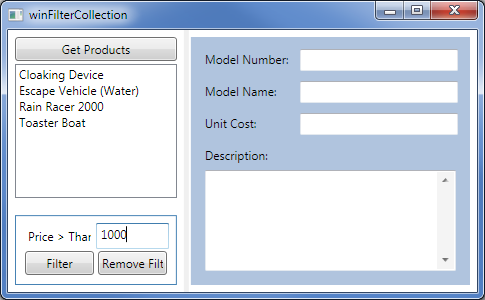 winFilterCollection
Get Products
Cloaking Device
Escape Vehicle (Water)
Rain Racer 2000
Toaster Boat
Price > Thar
1000
Filter
Remove Filt
Model Number:
Model Name:
Unit Cost:
Description: